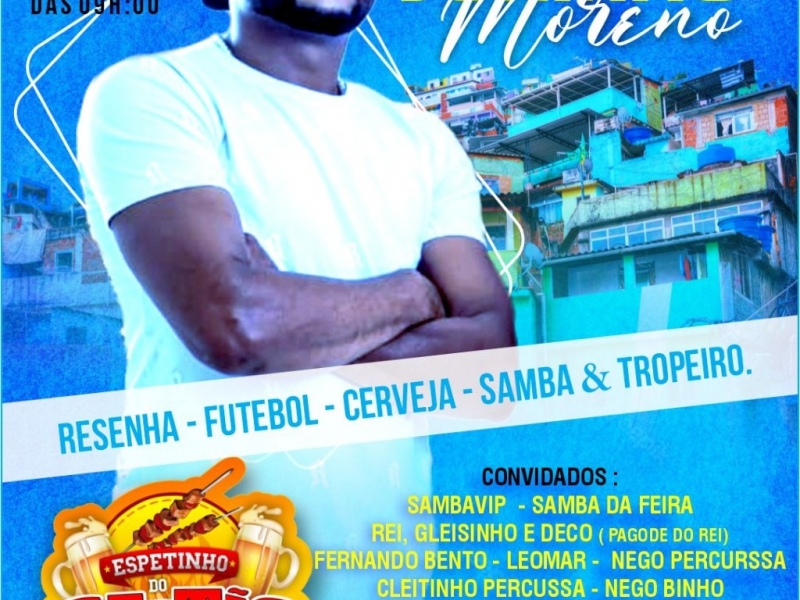 DAS 09H:00
Moreno
RESENHA - FUTEBOL - CERVEJA - SAMBA & TROPEIRO.
CONVIDADOS :
SAMBAVIP - SAMBA DA FEIRA
REI, GLEISINHO E DECO ( PAGODE DO REI)
FERNANDO BENTO - LEOMAR - NEGO PERCURSSA
CLEITINHO PERCUSSA - NEGO BINHO
ESPETINHO
DO